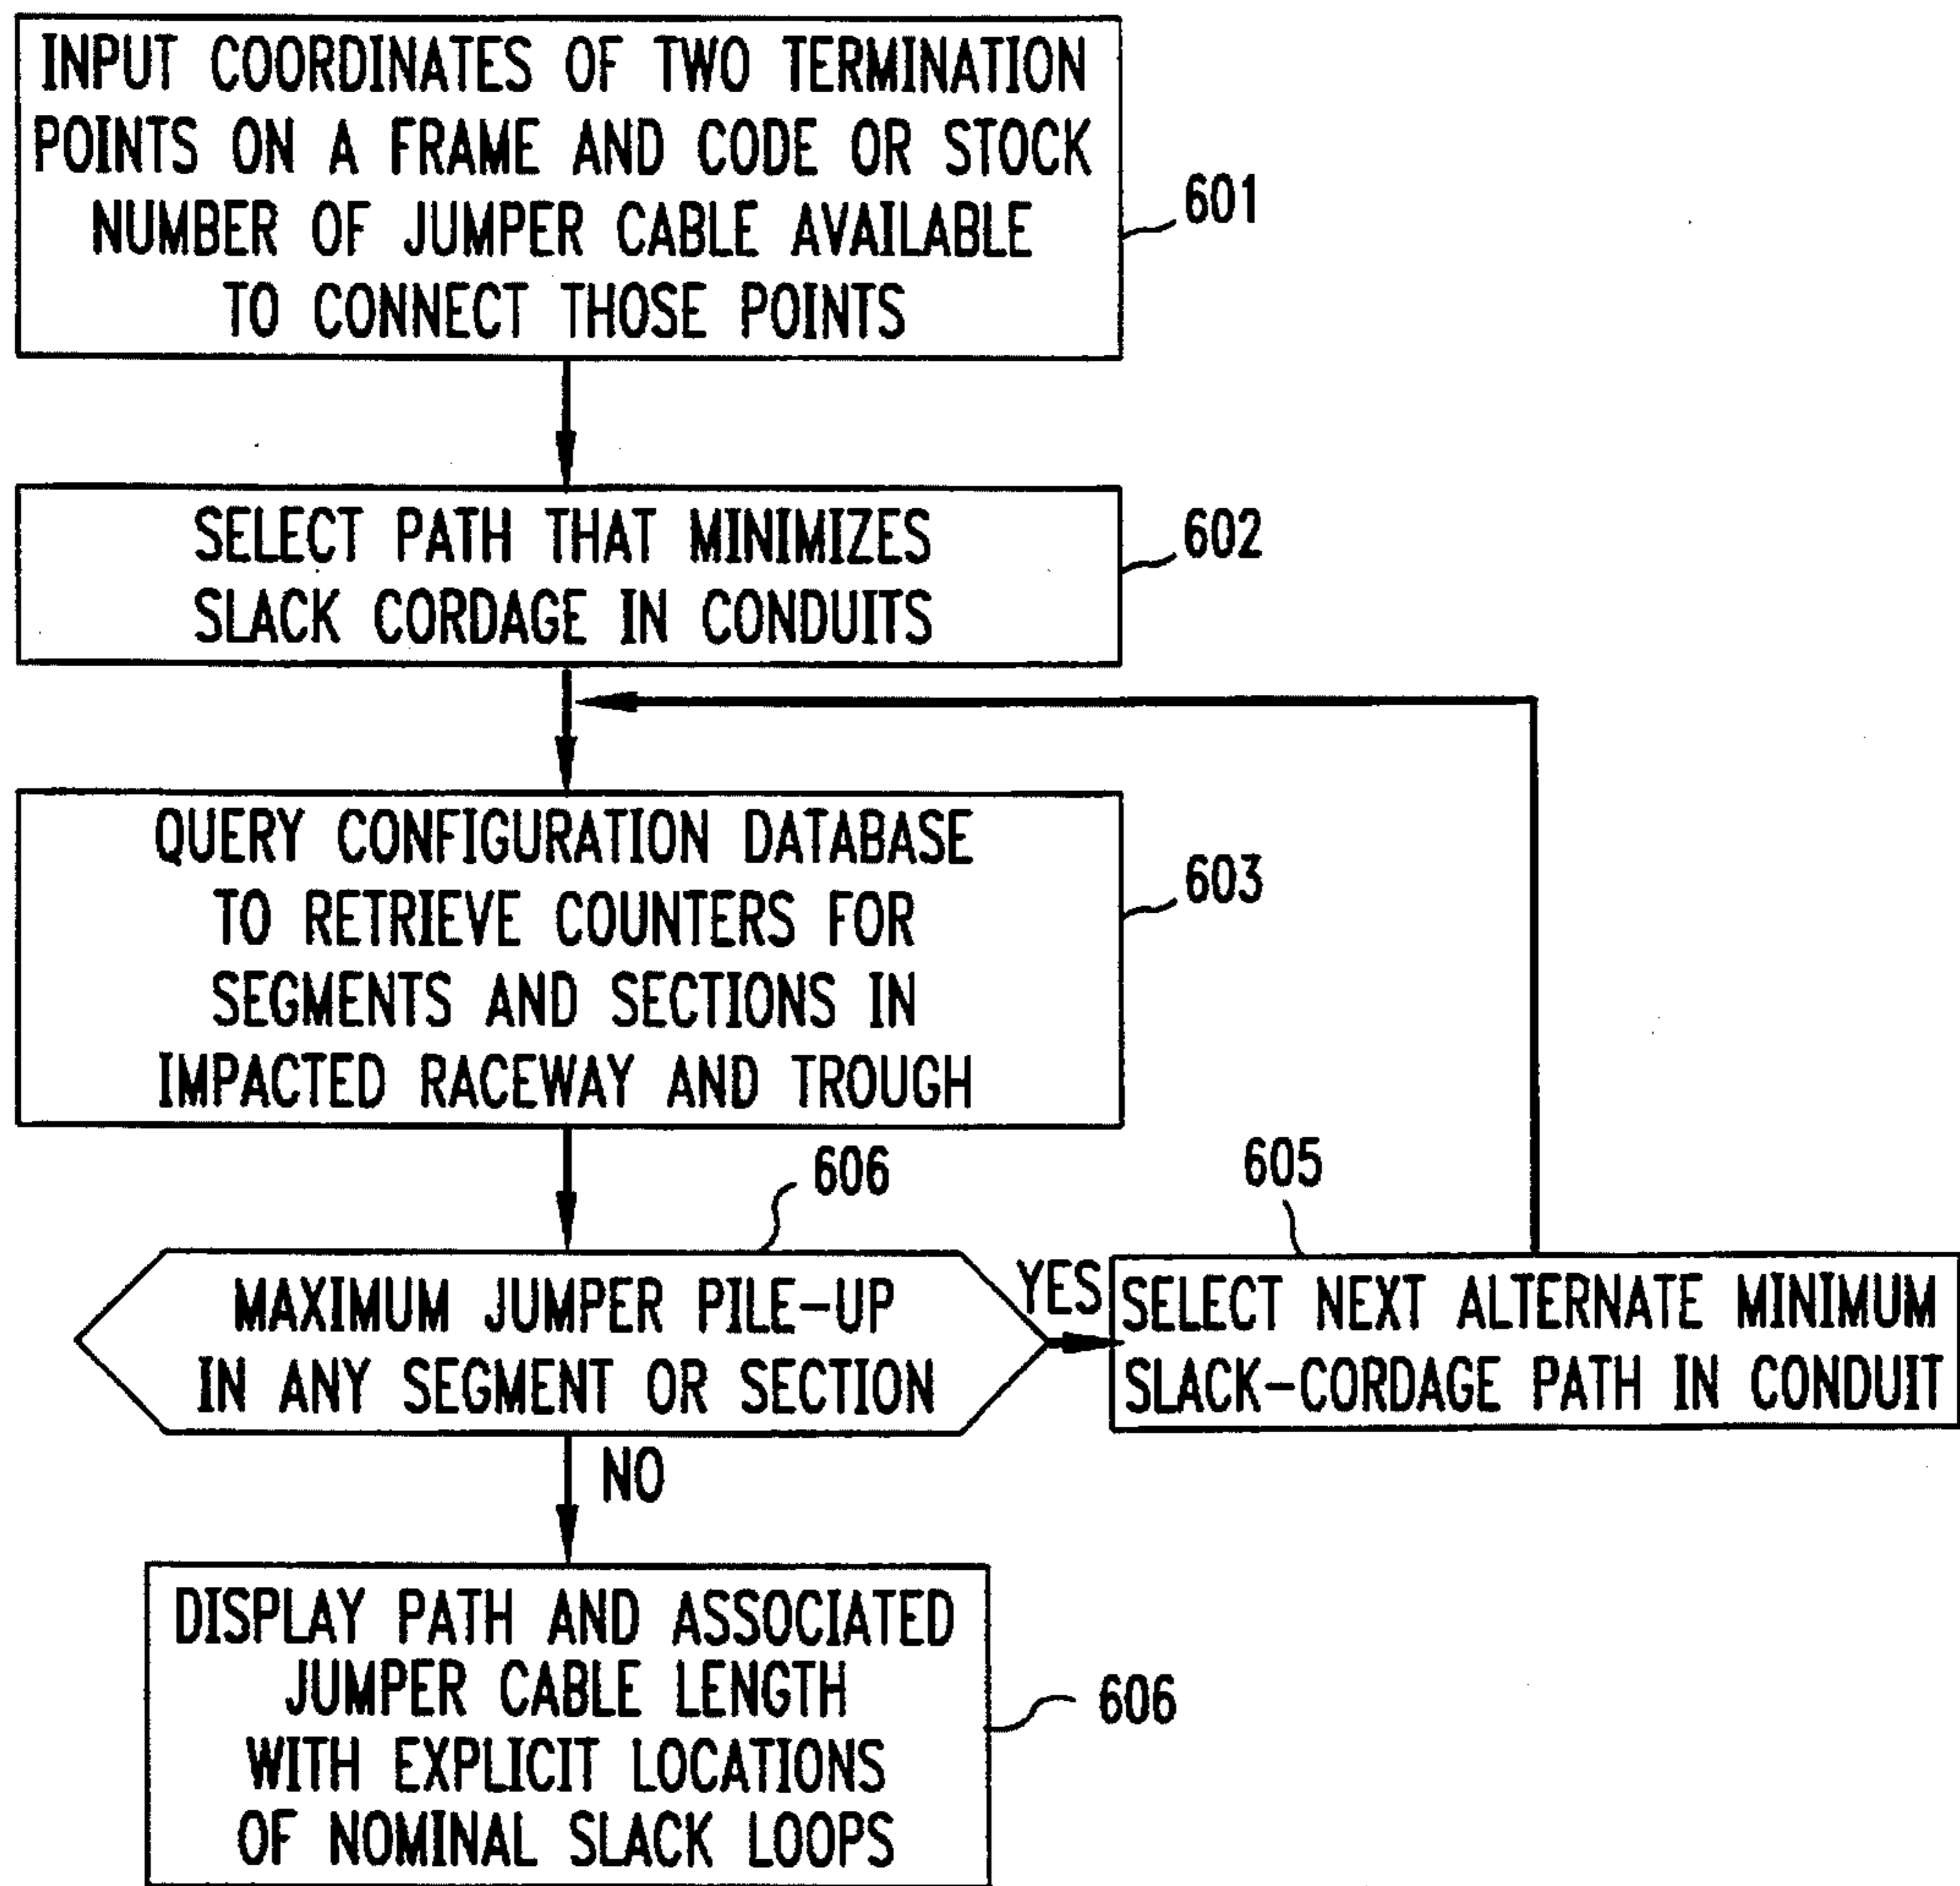 INPUT COORDINATES OF TWO TERMINATION
POINTS ON A FRAME AND CODE OR STOCK
NUMBER OF JUMPER CABLE AVAILABLE
TO CONNECT THOSE POINTS
601
SELECT PATH THAT MINIMIZES
SLACK CORDAGE IN CONDUITS
602
QUERY CONFIGURATION DATABASE
TO RETRIEVE COUNTERS FOR
SEGMENTS AND SECTIONS IN
IMPACTED RACEWAY AND TROUGH
603
606
MAXIMUM JUMPER PILE-UP
IN ANY SEGMENT OR SECTION
YES
605
SELECT NEXT ALTERNATE MINIMUM
SLACK-CORDAGE PATH IN CONDUIT
NO
DISPLAY PATH AND ASSOCIATED
JUMPER CABLE LENGTH
WITH EXPLICIT LOCATIONS
OF NOMINAL SLACK LOOPS
606